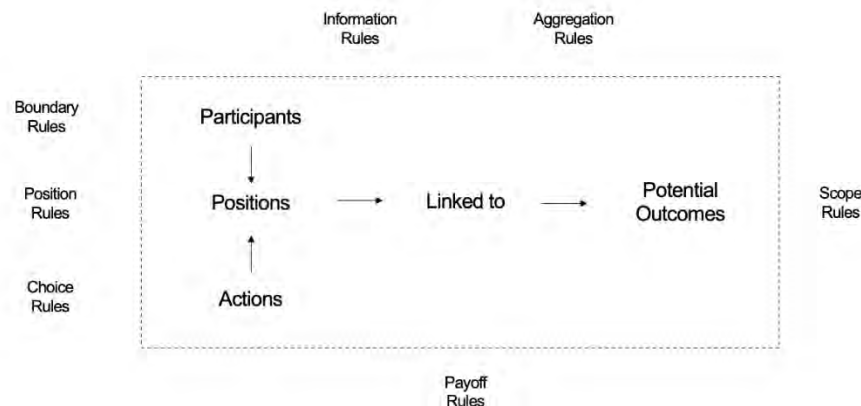 Information
Rules
Aggregation
Rules
Boundary
Rules
Participants
Position
Rules
Positions
Linked to
Potential
Outcomes
Scope
Rules
Choice
Rules
Actions
Payoff
Rules